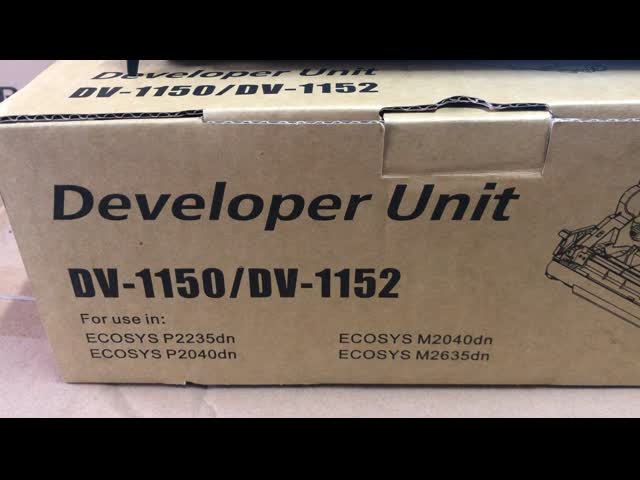 Developer Unit
DV-1150/DV-1152
Developer Unit
DV-1150/DV-1152
For use in:
ECOSYS P2235dn
ECOSYS P2040dn
ECOSYS M2040dn
ECOSYS M2635dn